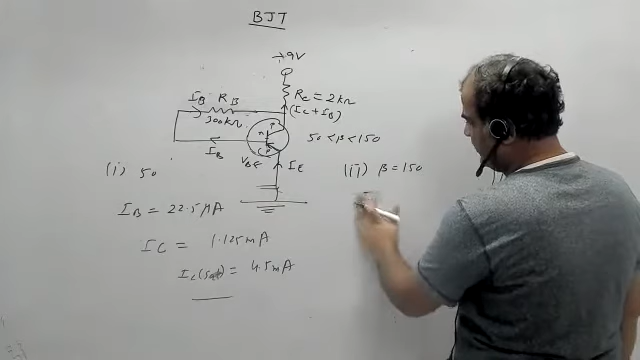 BJT
-9V
RC = 2kΩ
IB RB
(IC + IB)
300kΩ
50 < β < 150
IB
VBE
IE
(i) 50
(ii) β = 150
IB = 22.5 μA
IC = 1.125 mA
IC(sat) = 4.5 mA